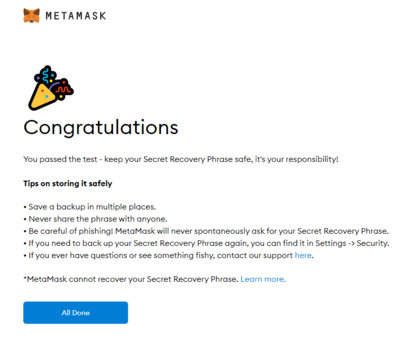 METAMASK
Congratulations
You passed the test - keep your Secret Recovery Phrase safe, it's your responsibility!
Tips on storing it safely
• Save a backup in multiple places.
• Never share the phrase with anyone.
• Be careful of phishing! MetaMask will never spontaneously ask for your Secret Recovery Phrase.
• If you need to back up your Secret Recovery Phrase again, you can find it in Settings -> Security.
• If you ever have questions or see something fishy, contact our support here.
*MetaMask cannot recover your Secret Recovery Phrase. Learn more.
All Done